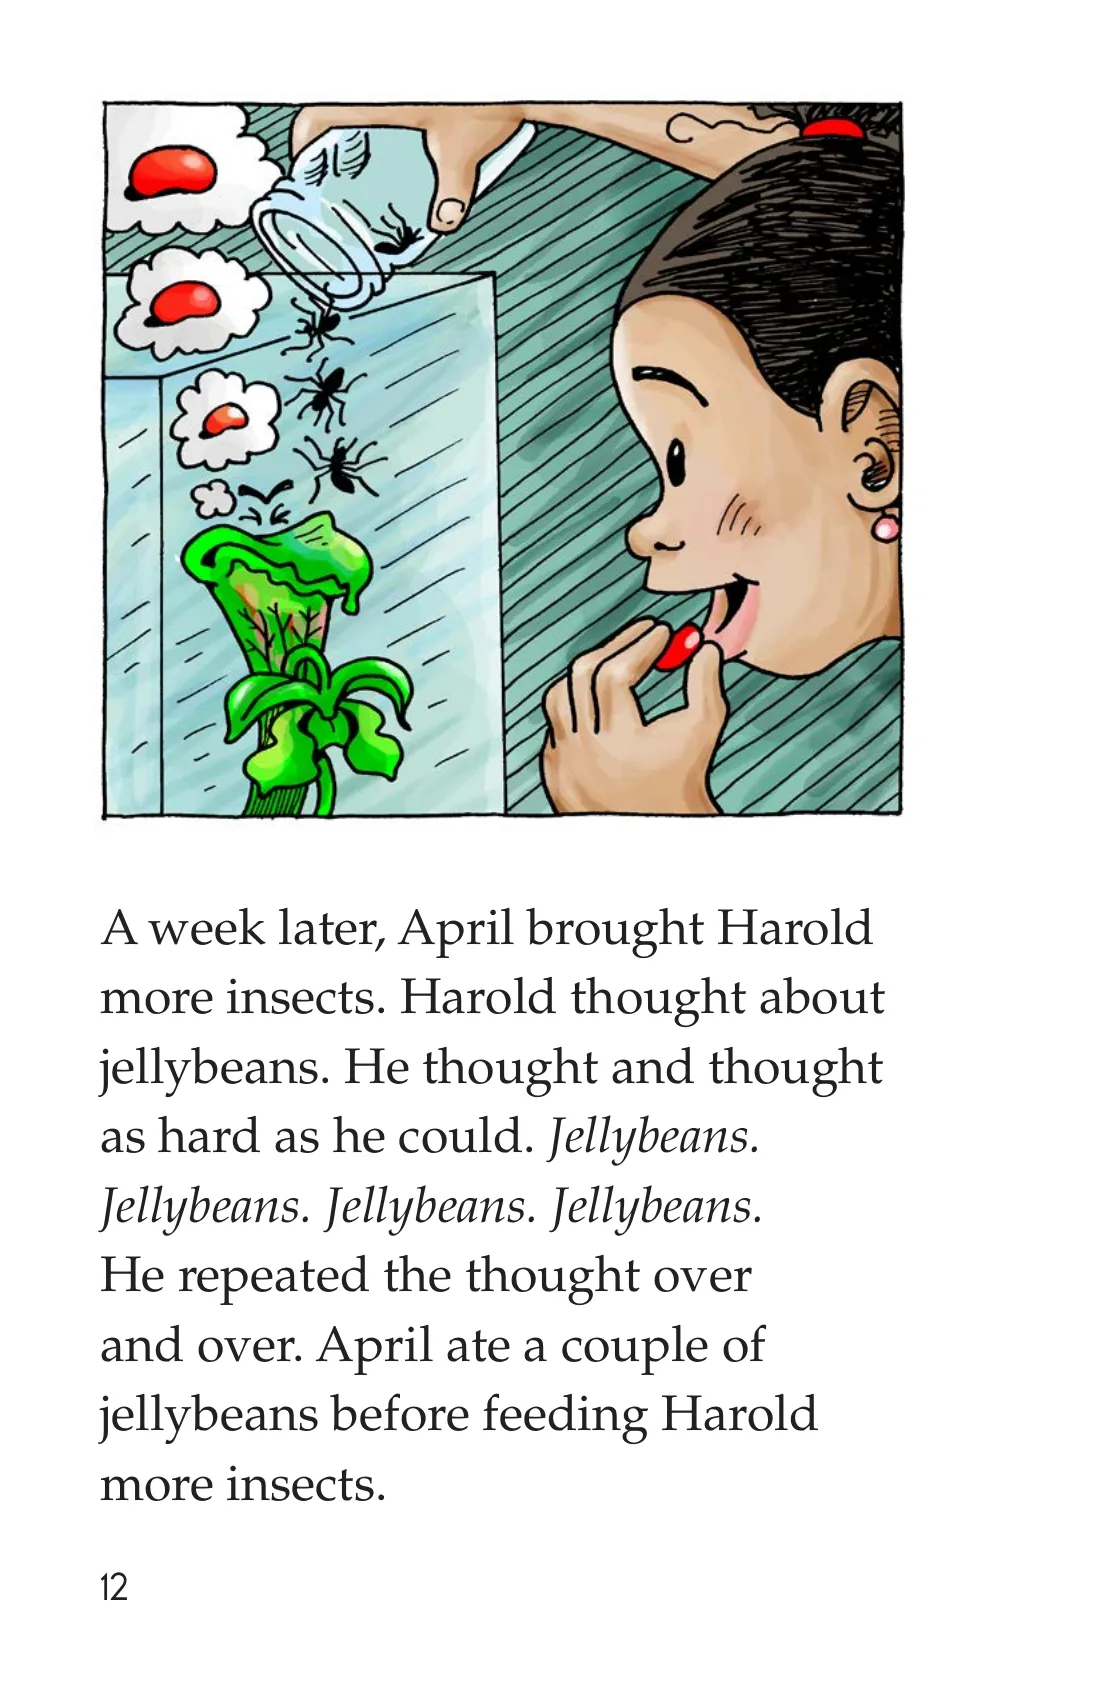 A week later, April brought Harold
more insects. Harold thought about
jellybeans. He thought and thought
as hard as he could. Jellybeans.
Jellybeans. Jellybeans. Jellybeans.
He repeated the thought over
and over. April ate a couple of
jellybeans before feeding Harold
more insects.
12